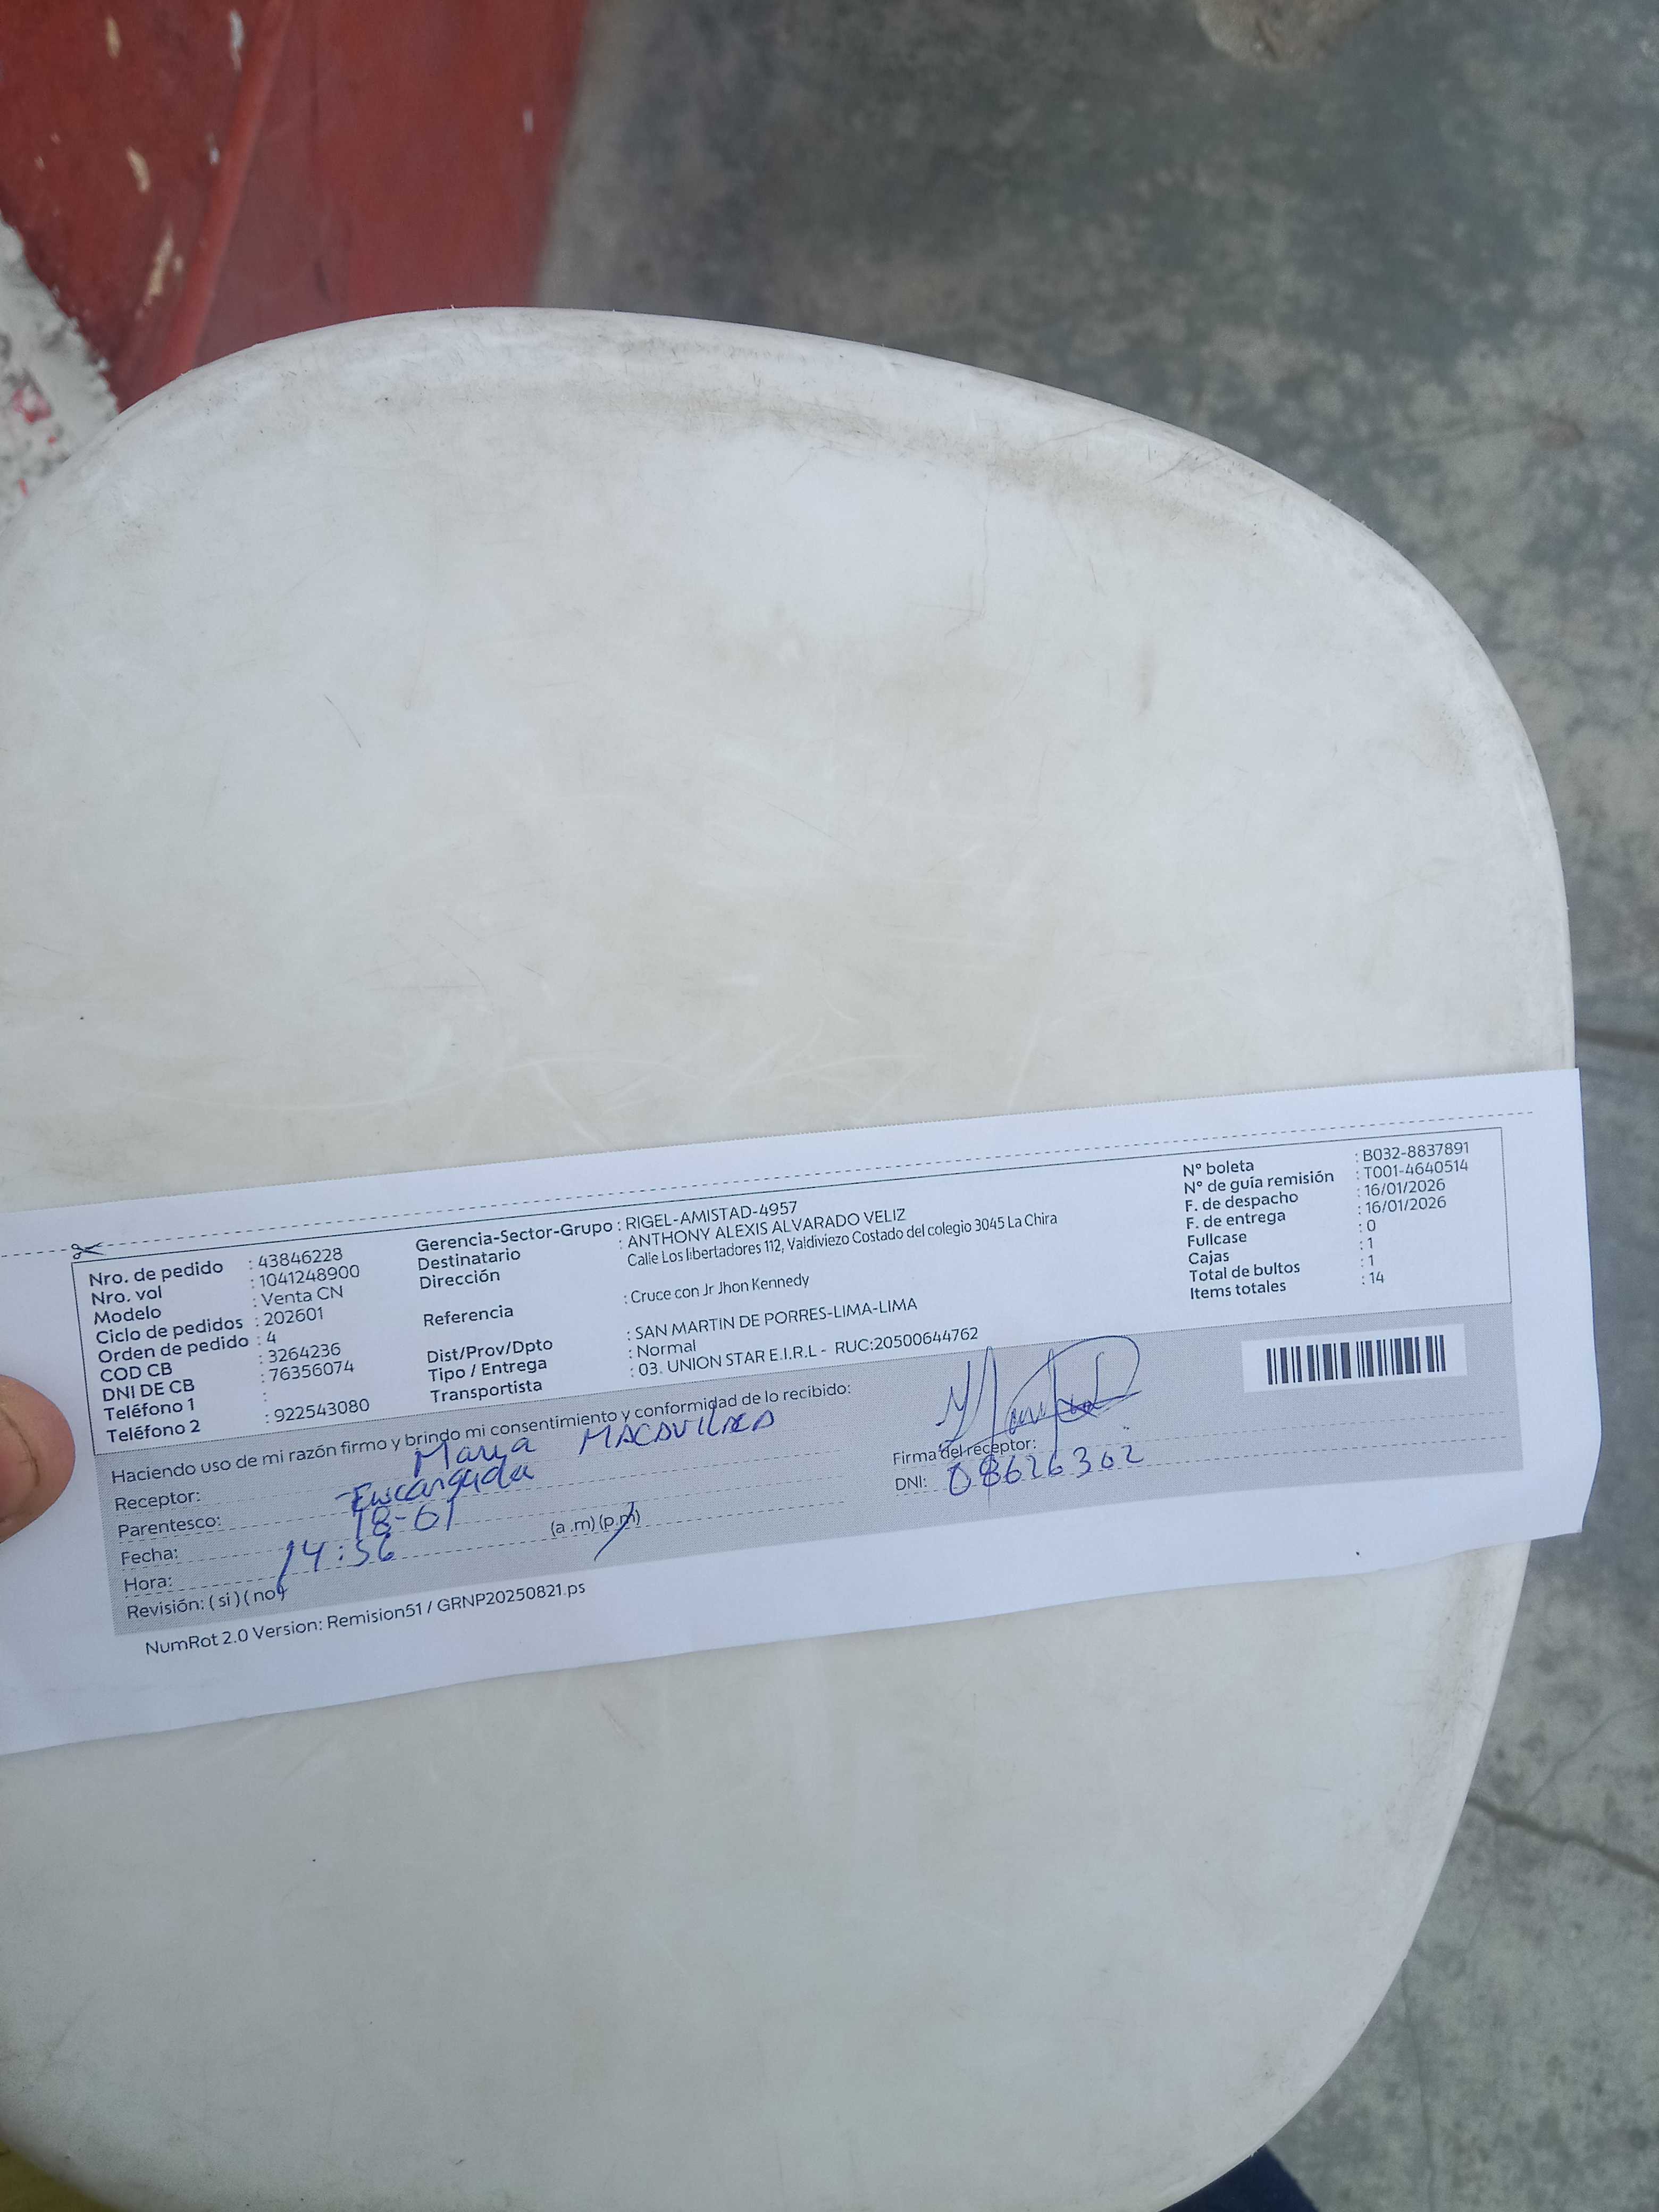 Nro. de pedido : 43846228
Nro. vol : 1041248900
Modelo : Venta CN
Ciclo de pedidos : 202601
Orden de pedido : 4
COD CB : 3264236
DNI DE CB : 76356074
Teléfono 1 :
Teléfono 2 : 922543080
Gerencia-Sector-Grupo : RIGEL-AMISTAD-4957
Destinatario : ANTHONY ALEXIS ALVARADO VELIZ
Dirección Calle Los libertadores 112, Valdiviezo Costado del colegio 3045 La Chira
Referencia : Cruce con Jr Jhon Kennedy
Dist/Prov/Dpto : SAN MARTIN DE PORRES-LIMA-LIMA
Tipo / Entrega : Normal
Transportista : 03. UNION STAR E.I.R.L - RUC:20500644762
N° boleta : B032-8837891
N° de guía remisión : T001-4640514
F. de despacho : 16/01/2026
F. de entrega : 16/01/2026
Fullcase : 0
Cajas : 1
Total de bultos : 1
Items totales : 14
Haciendo uso de mi razón firmo y brindo mi consentimiento y conformidad de lo recibido:
Receptor: Marya
Parentesco: Encargada
Fecha: 18-01
Hora: 14:56 (a .m) (p.m)
Revisión: ( si ) ( no )
Firma del receptor:
DNI: 08626302
NumRot 2.0 Version: Remision51 / GRNP20250821.ps